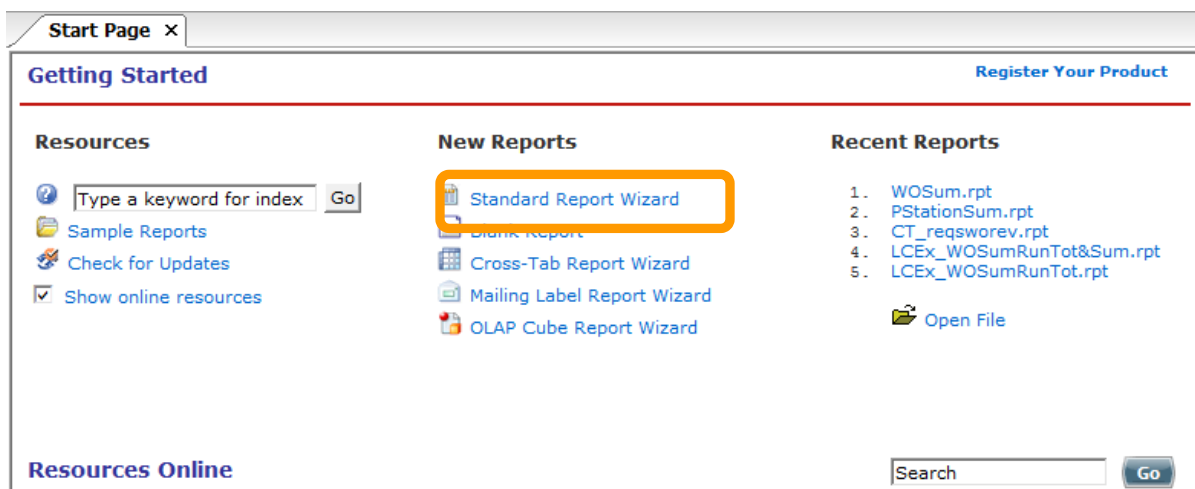 Start Page X
Getting Started
Register Your Product
Resources
Type a keyword for index Go
Sample Reports
Check for Updates
Show online resources
New Reports
Standard Report Wizard
Blank Report
Cross-Tab Report Wizard
Mailing Label Report Wizard
OLAP Cube Report Wizard
Recent Reports
1. WOSum.rpt
2. PStationSum.rpt
3. CT_reqsworev.rpt
4. LCEx_WOSumRunTot&Sum.rpt
5. LCEx_WOSumRunTot.rpt
Open File
Resources Online
Search Go